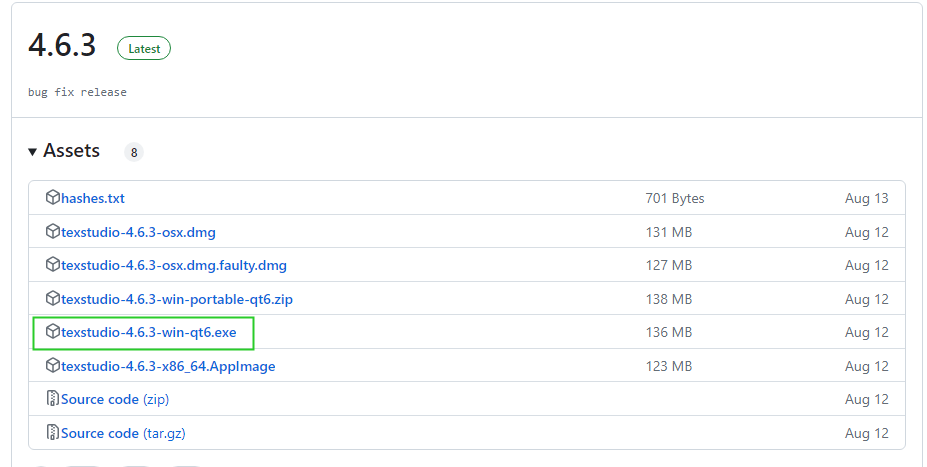 4.6.3 Latest
bug fix release
Assets 8
hashes.txt 701 Bytes Aug 13
texstudio-4.6.3-osx.dmg 131 MB Aug 12
texstudio-4.6.3-osx.dmg.faulty.dmg 127 MB Aug 12
texstudio-4.6.3-win-portable-qt6.zip 138 MB Aug 12
texstudio-4.6.3-win-qt6.exe 136 MB Aug 12
texstudio-4.6.3-x86_64.AppImage 123 MB Aug 12
Source code (zip) Aug 12
Source code (tar.gz) Aug 12